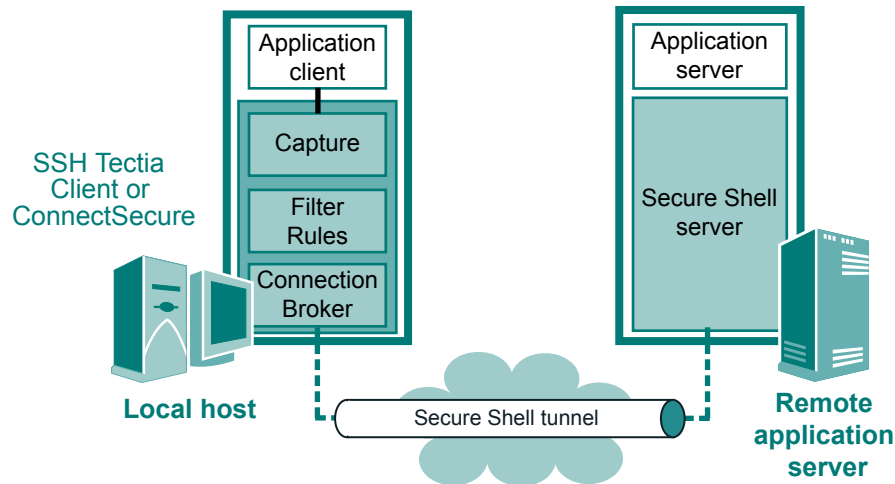 Application
client
Capture
Filter
Rules
Connection
Broker
SSH Tectia
Client or
ConnectSecure
Local host
Secure Shell tunnel
Application
server
Secure Shell
server
Remote
application
server